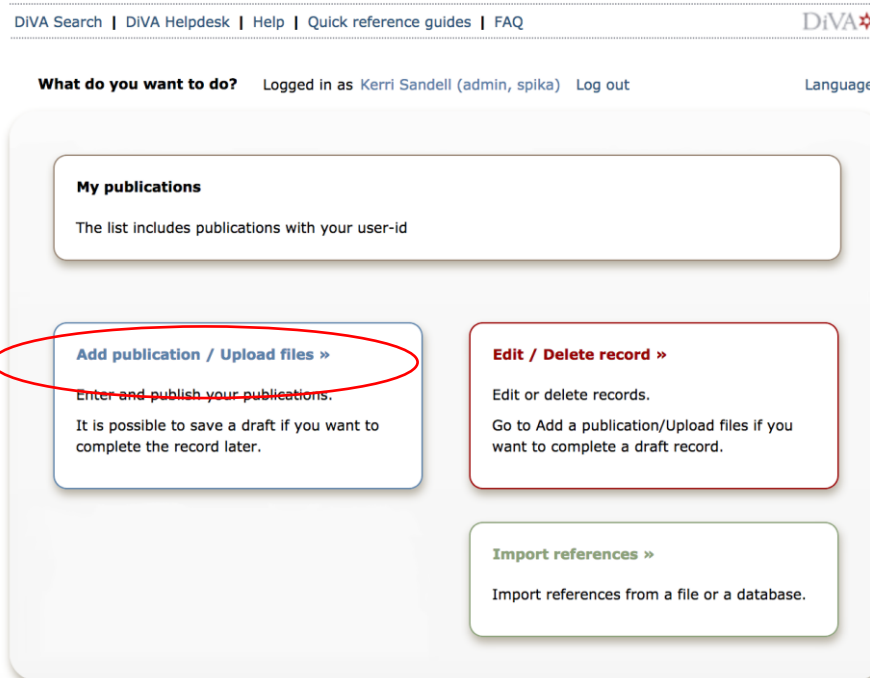 DiVA Search | DiVA Helpdesk | Help | Quick reference guides | FAQ
DiVA
What do you want to do? Logged in as Kerri Sandell (admin, spika) Log out
Language
My publications
The list includes publications with your user-id
Add publication / Upload files »
Enter and publish your publications.
It is possible to save a draft if you want to
complete the record later.
Edit / Delete record »
Edit or delete records.
Go to Add a publication/Upload files if you
want to complete a draft record.
Import references »
Import references from a file or a database.